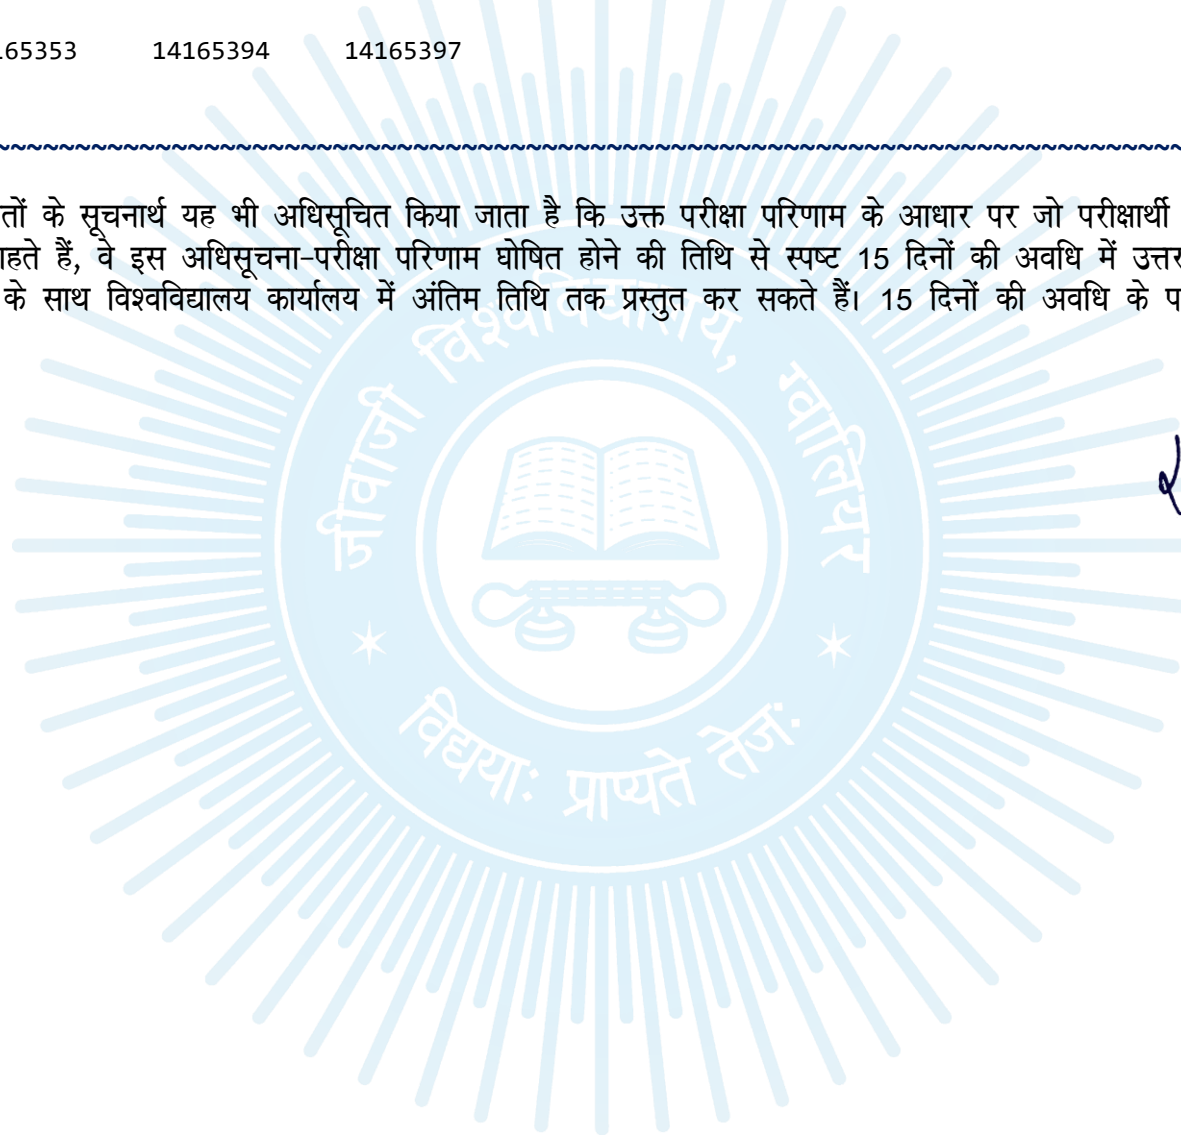 65353 14165394 14165397
~~~~~~~~~~~~~~~~~~~~~~~~~~~~~~~~~~~~~~~~~~~~~~~~~~~~~~~~~~~~~~~~~~~~~~~~~~~~
तों के सूचनार्थ यह भी अधिसूचित किया जाता है कि उक्त परीक्षा परिणाम के आधार पर जो परीक्षार्थी
हते हैं, वे इस अधिसूचना-परीक्षा परिणाम घोषित होने की तिथि से स्पष्ट 15 दिनों की अवधि में उत्तर
के साथ विश्वविद्यालय कार्यालय में अंतिम तिथि तक प्रस्तुत कर सकते हैं। 15 दिनों की अवधि के प
जीवाजी विश्वविद्यालय, ग्वालियर
विद्यया: प्राप्यते तेज: